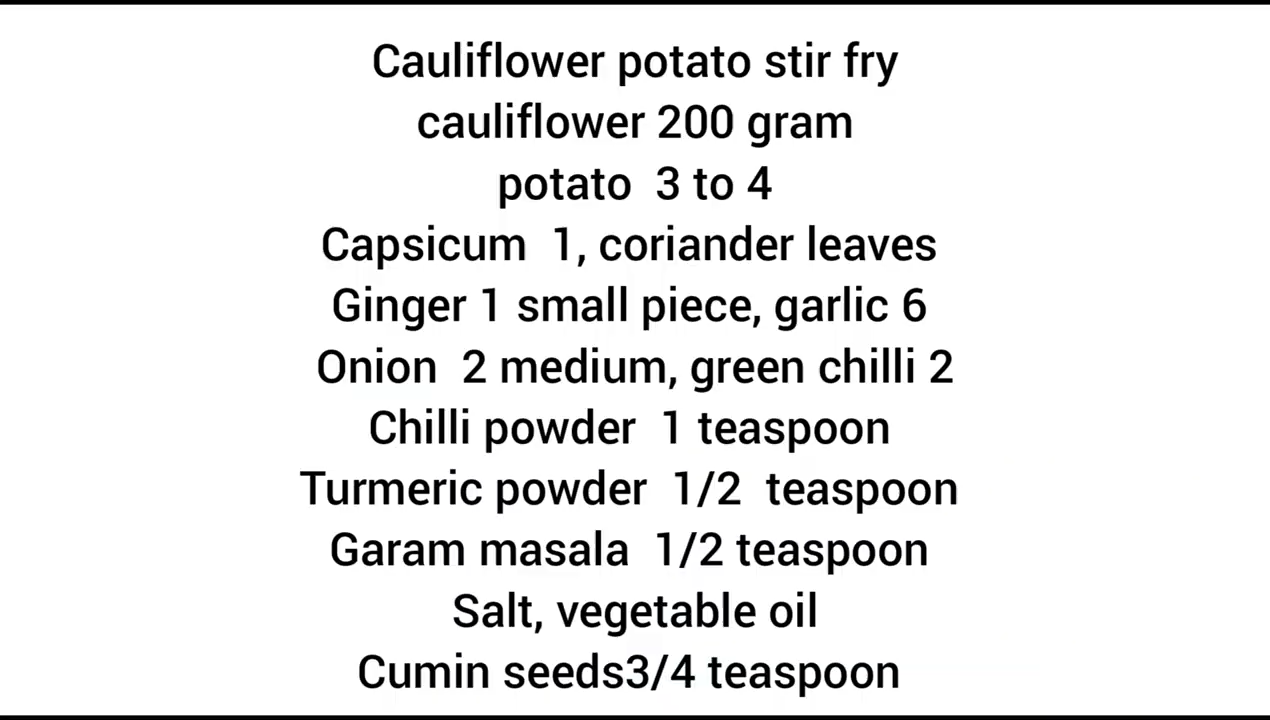 Cauliflower potato stir fry
cauliflower 200 gram
potato  3 to 4
Capsicum  1, coriander leaves
Ginger 1 small piece, garlic 6
Onion  2 medium, green chilli 2
Chilli powder  1 teaspoon
Turmeric powder  1/2  teaspoon
Garam masala  1/2 teaspoon
Salt, vegetable oil
Cumin seeds3/4 teaspoon